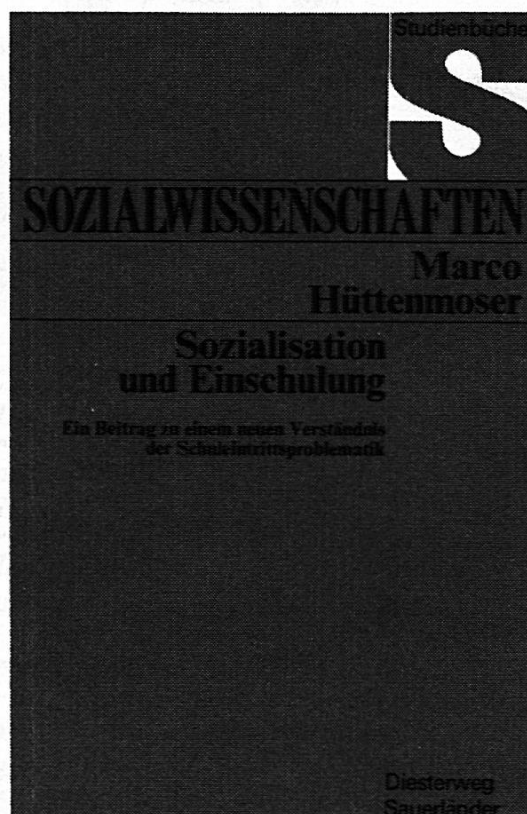 Studienbücher
SOZIALWISSENSCHAFTEN
Marco
Hüttenmoser
Sozialisation
und Einschulung
Ein Beitrag zu einem neuen Verständnis
der Schuleintrittsproblematik
Diesterweg
Sauerländer